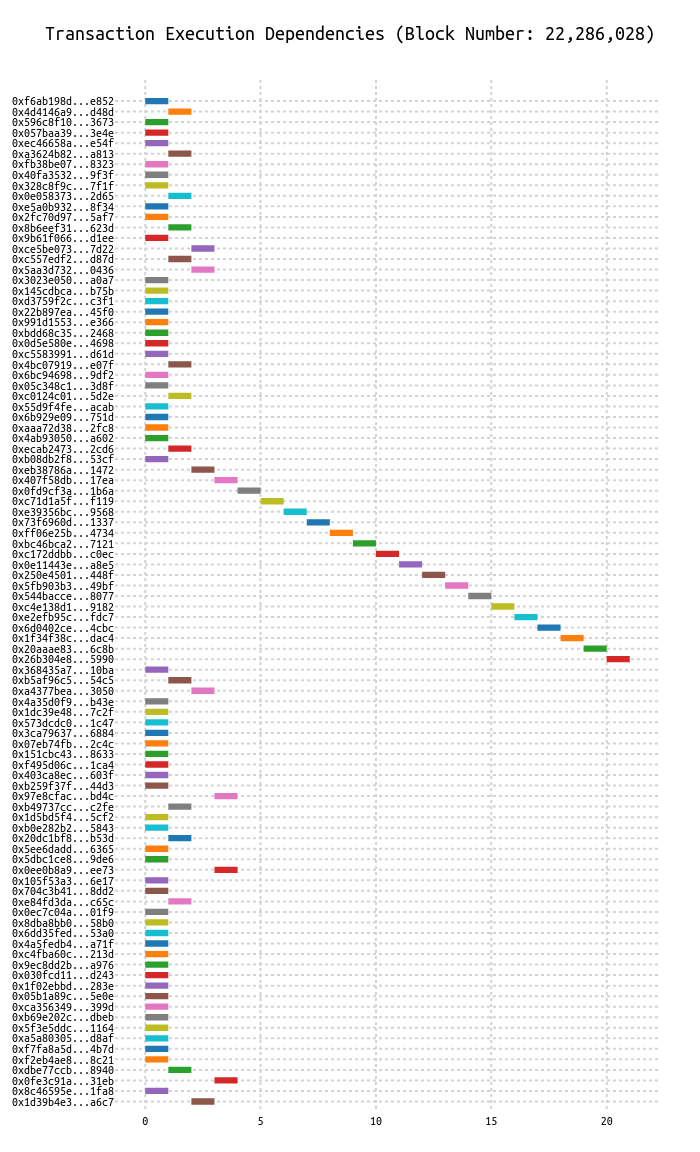 Transaction Execution Dependencies (Block Number: 22,286,028)
0xf6ab198d...e852
0x4d4146a9...d48d
0x596c8f10...3673
0x057baa39...3e4e
0xec46658a...e54f
0xa3624b82...a813
0xfb38be07...8323
0x40fa3532...9f3f
0x328c8f9c...7f1f
0x0e058373...2d65
0xe5a0b932...8f34
0x2fc70d97...5af7
0x8b6eef31...623d
0x9b61f066...d1ee
0xce5be073...7d22
0xc557edf2...d87d
0x5aa3d732...0436
0x3023e050...a0a7
0x145cdbca...b75b
0xd3759f2c...c3f1
0x22b897ea...45f0
0x991d1553...e366
0xbdd68c35...2468
0x0d5e580e...4698
0xc5583991...d61d
0x4bc07919...e07f
0x6bc94698...9df2
0x05c348c1...3d8f
0xc0124c01...5d2e
0x55d9f4fe...acab
0x6b929e09...751d
0xaaa72d38...2fc8
0x4ab93050...a602
0xecab2473...2cd6
0xb08db2f8...53cf
0xeb38786a...1472
0x407f58db...17ea
0x0fd9cf3a...1b6a
0xc71d1a5f...f119
0xe39356bc...9568
0x73f6960d...1337
0xff06e25b...4734
0xbc46bca2...7121
0xc172ddbb...c0ec
0x0e11443e...a8e5
0x250e4501...448f
0x5fb903b3...49bf
0x544bacce...8077
0xc4e138d1...9182
0xe2efb95c...fdc7
0x6d0402ce...4cbc
0x1f34f38c...dac4
0x20aaae83...6c8b
0x26b304e8...5990
0x368435a7...10ba
0xb5af96c5...54c5
0xa4377bea...3050
0x4a35d0f9...b43e
0x1dc39e48...7c2f
0x573dcdc0...1c47
0x3ca79637...6884
0x07eb74fb...2c4c
0x151cbc43...8633
0xf495d06c...1ca4
0x403ca8ec...603f
0xb259f37f...44d3
0x97e8cfac...bd4c
0xb49737cc...c2fe
0x1d5bd5f4...5cf2
0xb0e282b2...5843
0x20dc1bf8...b53d
0x5ee6dadd...6365
0x5dbc1ce8...9de6
0x0ee0b8a9...ee73
0x105f53a3...6e17
0x704c3b41...8dd2
0xe84fd3da...c65c
0x0ec7c04a...01f9
0x8dba8bb0...58b0
0x6dd35fed...53a0
0x4a5fedb4...a71f
0xc4fba60c...213d
0x9ec8dd2b...a976
0x030fcd11...d243
0x1f02ebbd...283e
0x05b1a89c...5e0e
0xca356349...399d
0xb69e202c...dbeb
0x5f3e5ddc...1164
0xa5a80305...d8af
0xf7fa8a5d...4b7d
0xf2eb4ae8...8c21
0xdbe77ccb...8940
0x0fe3c91a...31eb
0x8c46595e...1fa8
0x1d39b4e3...a6c7
0 5 10 15 20